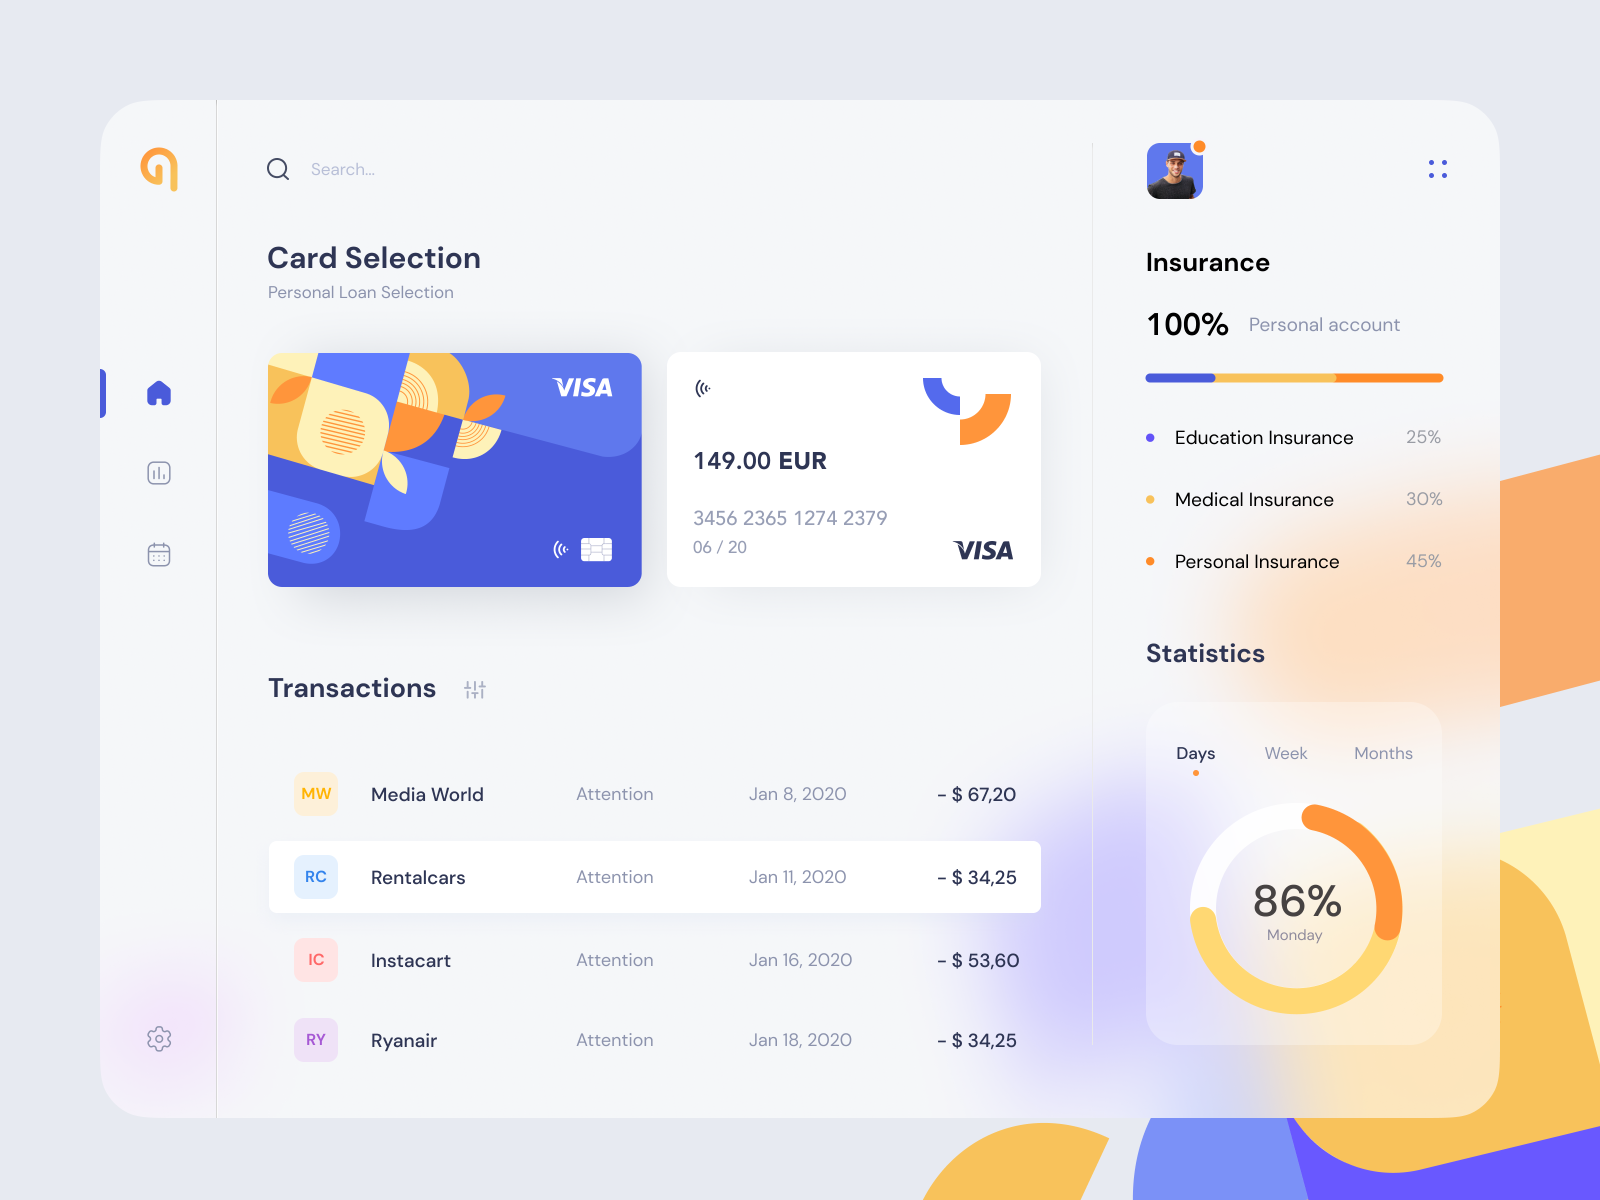 Search...
Card Selection
Personal Loan Selection
VISA
149.00 EUR
3456 2365 1274 2379
06 / 20
VISA
Transactions
MW Media World Attention Jan 8, 2020 - $ 67,20
RC Rentalcars Attention Jan 11, 2020 - $ 34,25
IC Instacart Attention Jan 16, 2020 - $ 53,60
RY Ryanair Attention Jan 18, 2020 - $ 34,25
Insurance
100% Personal account
Education Insurance 25%
Medical Insurance 30%
Personal Insurance 45%
Statistics
Days Week Months
86%
Monday